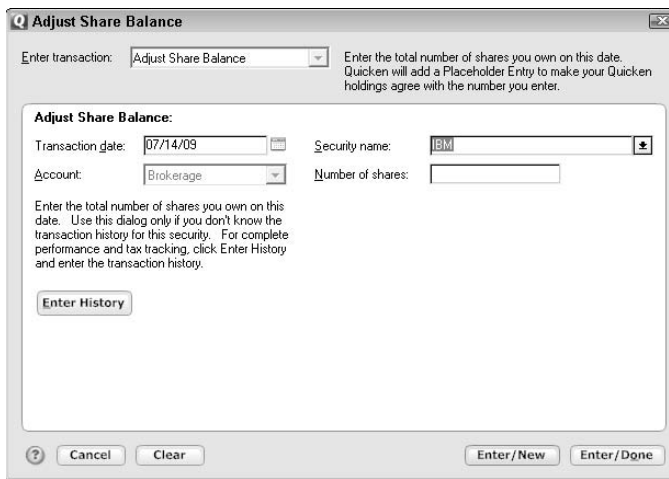 Q Adjust Share Balance
Enter transaction: Adjust Share Balance
Enter the total number of shares you own on this date.
Quicken will add a Placeholder Entry to make your Quicken
holdings agree with the number you enter.
Adjust Share Balance:
Transaction date: 07/14/09
Security name: IBM
Account: Brokerage
Number of shares:
Enter the total number of shares you own on this
date. Use this dialog only if you don't know the
transaction history for this security. For complete
performance and tax tracking, click Enter History
and enter the transaction history.
Enter History
? Cancel Clear Enter/New Enter/Done